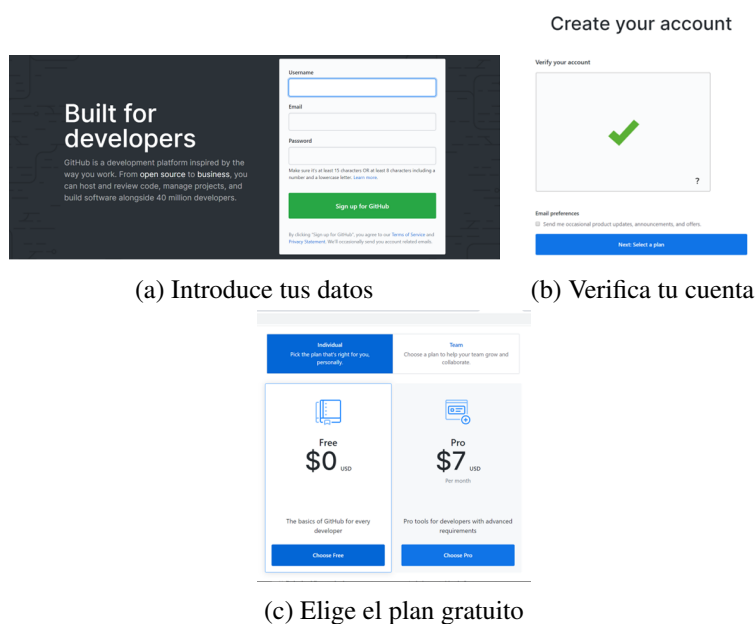 Built for
developers
GitHub is a development platform inspired by the
way you work. From open source to business, you
can host and review code, manage projects, and
build software alongside 40 million developers.
Username
Email
Password
Make sure it's at least 15 characters OR at least 8 characters including a
number and a lowercase letter. Learn more.
Sign up for GitHub
By clicking "Sign up for GitHub", you agree to our Terms of Service and
Privacy Statement. We'll occasionally send you account related emails.
(a) Introduce tus datos
Create your account
Verify your account
?
Email preferences
Send me occasional product updates, announcements, and offers.
Next: Select a plan
(b) Verifica tu cuenta
Individual
Pick the plan that's right for you,
personally.
Team
Choose a plan to help your team grow and
collaborate.
Free
$0 USD
The basics of GitHub for every
developer
Choose Free
Pro
$7 USD
Per month
Pro tools for developers with advanced
requirements
Choose Pro
(c) Elige el plan gratuito